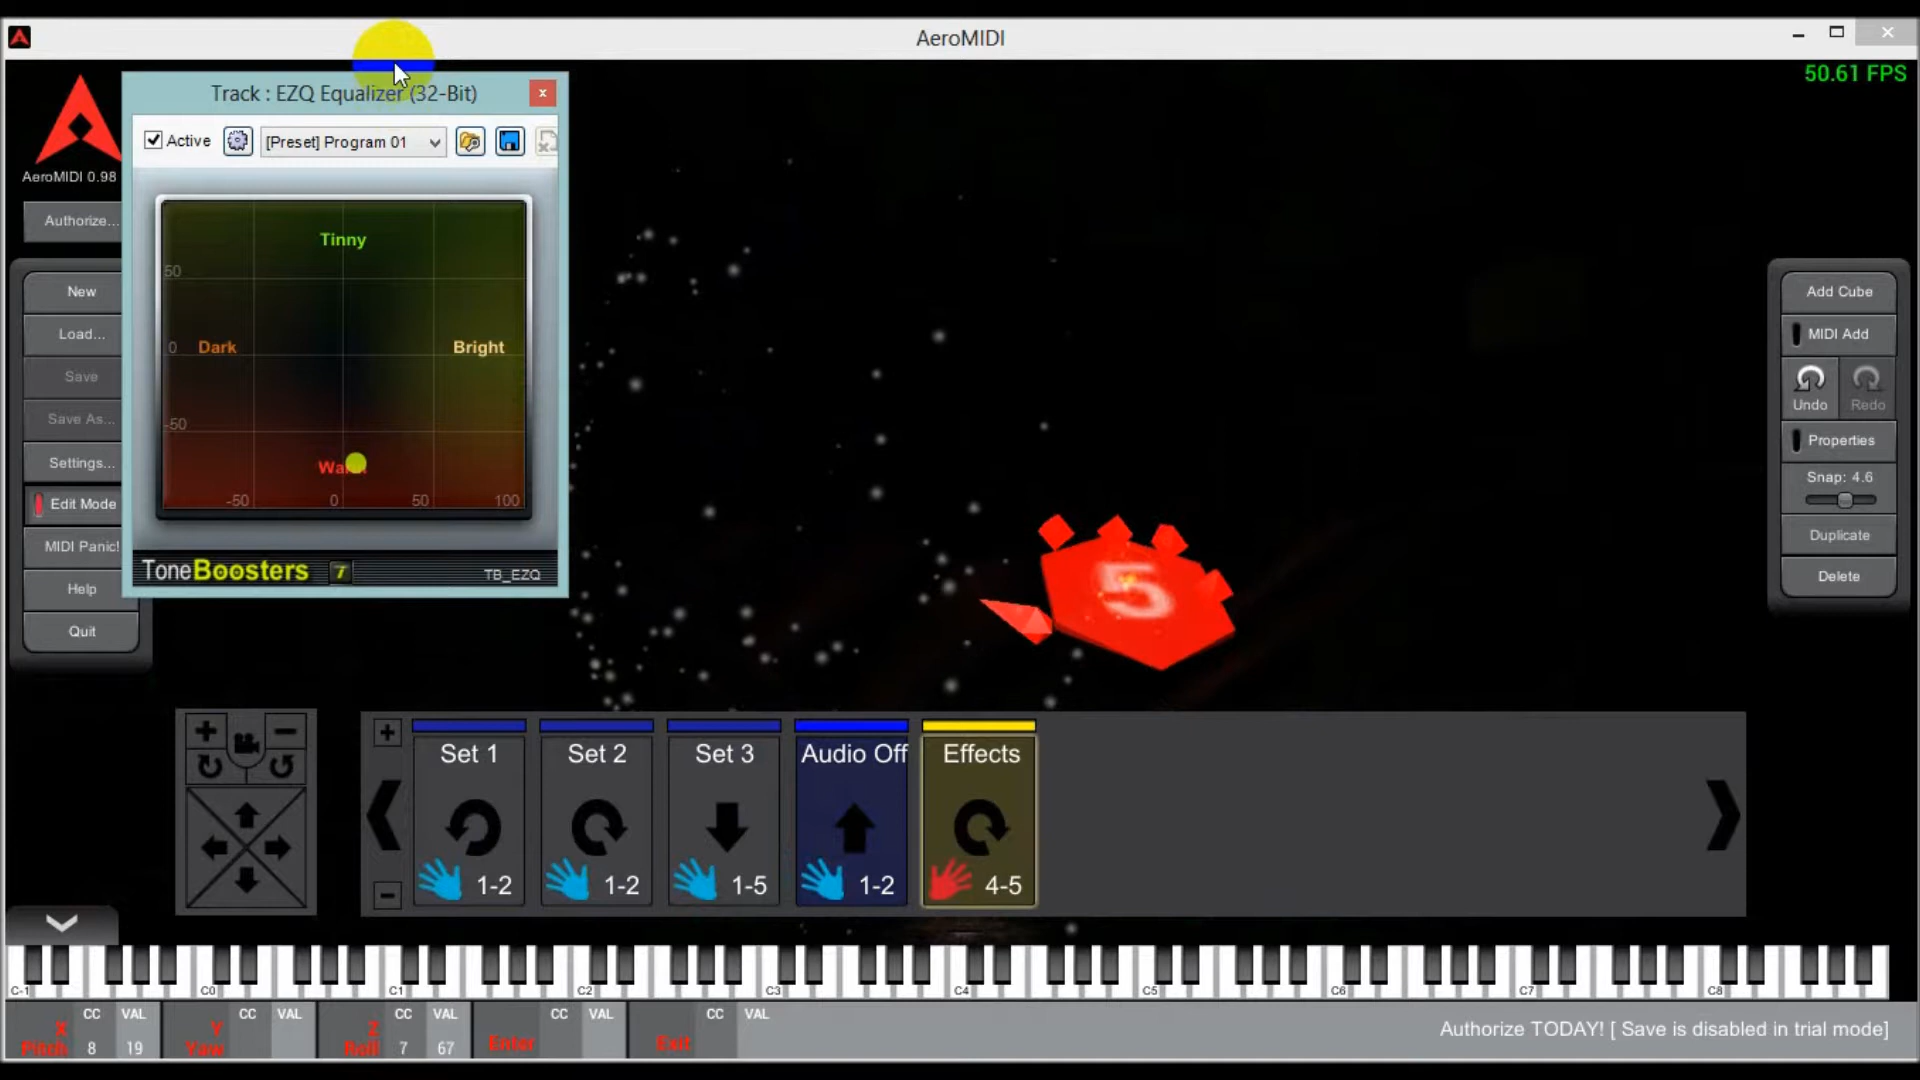 AeroMIDI
50.61 FPS
Track : EZQ Equalizer (32-Bit)
Active
[Preset] Program 01
AeroMIDI 0.98
Authorize...
New
Load...
Save
Save As...
Settings...
Edit Mode
MIDI Panic!
Help
Quit
Tinny
50
0
Dark
Bright
-50
-50
0
50
100
ToneBoosters
TB_EZQ
5
Add Cube
MIDI Add
Undo
Redo
Properties
Snap: 4.6
Duplicate
Delete
Set 1
Set 2
Set 3
Audio Off
Effects
1-2
1-2
1-5
1-2
4-5
C-1
C0
C1
C2
C3
C4
C5
C6
C7
C8
X
Pitch
CC
8
VAL
19
Y
Yaw
CC
VAL
Z
Roll
CC
7
VAL
67
Enter
CC
VAL
Exit
CC
VAL
Authorize TODAY! [ Save is disabled in trial mode]